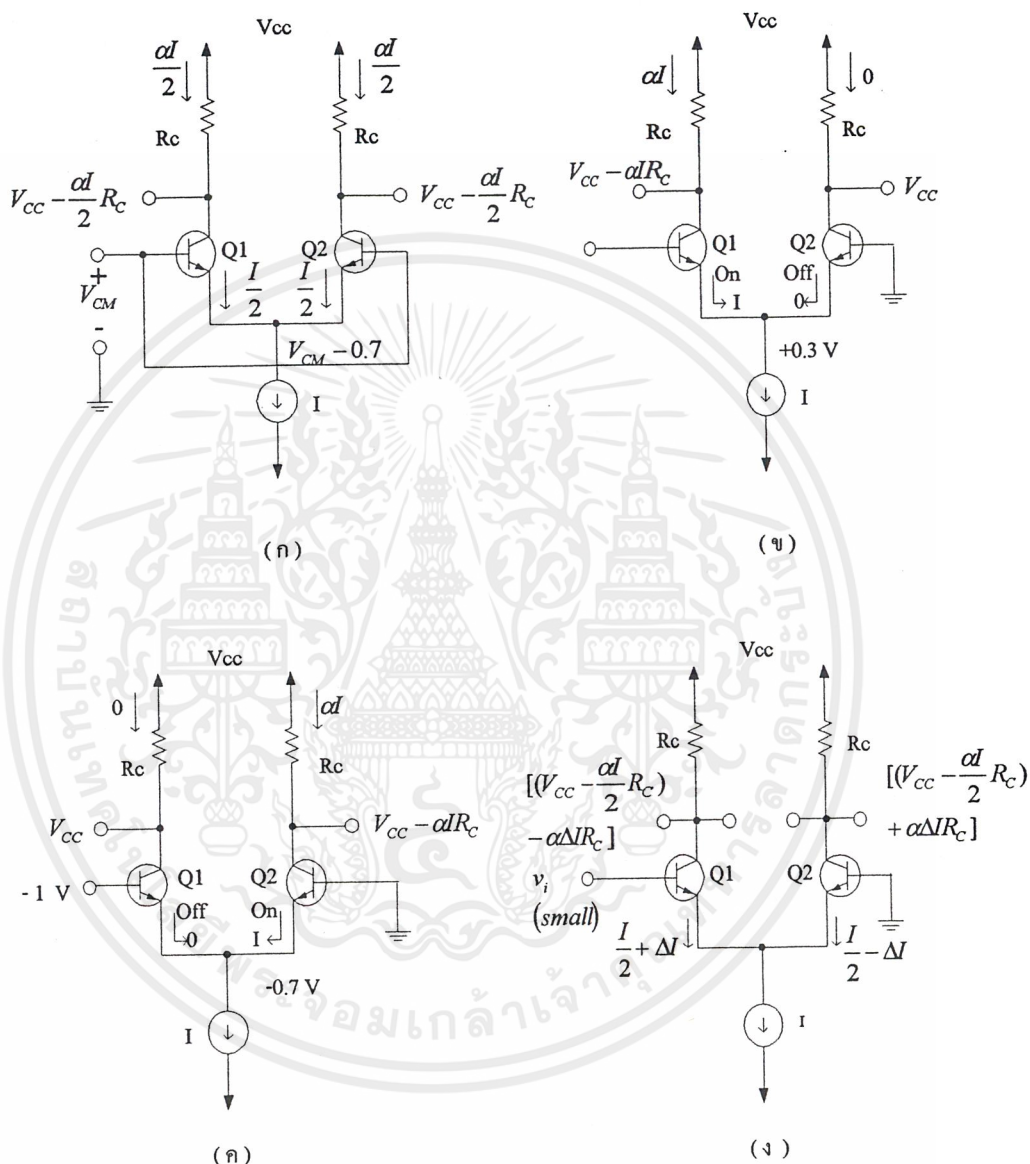 Vcc
αI/2
αI/2
Rc
Rc
V_CC − αI/2 R_C
V_CC − αI/2 R_C
Q1
Q2
+
V_CM
-
I/2
I/2
V_CM − 0.7
I
(ก)
Vcc
αI
0
Rc
Rc
V_CC − αIR_C
V_CC
Q1
Q2
On
Off
I
0
+0.3 V
I
(ข)
Vcc
0
αI
Rc
Rc
V_CC
V_CC − αIR_C
- 1 V
Q1
Q2
Off
On
0
I
-0.7 V
I
(ค)
Vcc
Rc
Rc
[(V_CC − αI/2 R_C)
− αΔIR_C]
[(V_CC − αI/2 R_C)
+ αΔIR_C]
v_i
(small)
Q1
Q2
I/2 + ΔI
I/2 − ΔI
I
(ง)